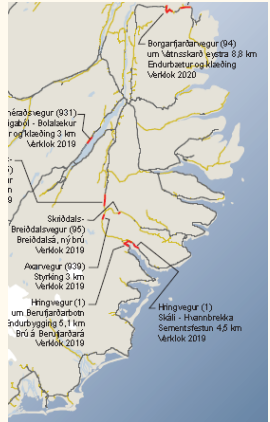 Borgarfjarðarvegur (94)
um Vatnsskarð eystra 8,8 km
Endurbætur og klæðing
Verklok 2020
héraðsvegur (931)
Bolalækur
og klæðing 3 km
Verklok 2019
Verklok 2019
Skriðdals-
Breiðdalsvegur (95)
Breiðdalsá, ný brú
Verklok 2019
Axarvegur (939)
Styrking 3 km
Verklok 2019
Hringvegur (1)
um Berufjarðarbotn
Endurbygging 5,1 km
Brú á Berufjarðará
Verklok 2019
Hringvegur (1)
Skáli - Hvannbrekka
Sementsfestun 4,5 km
Verklok 2019